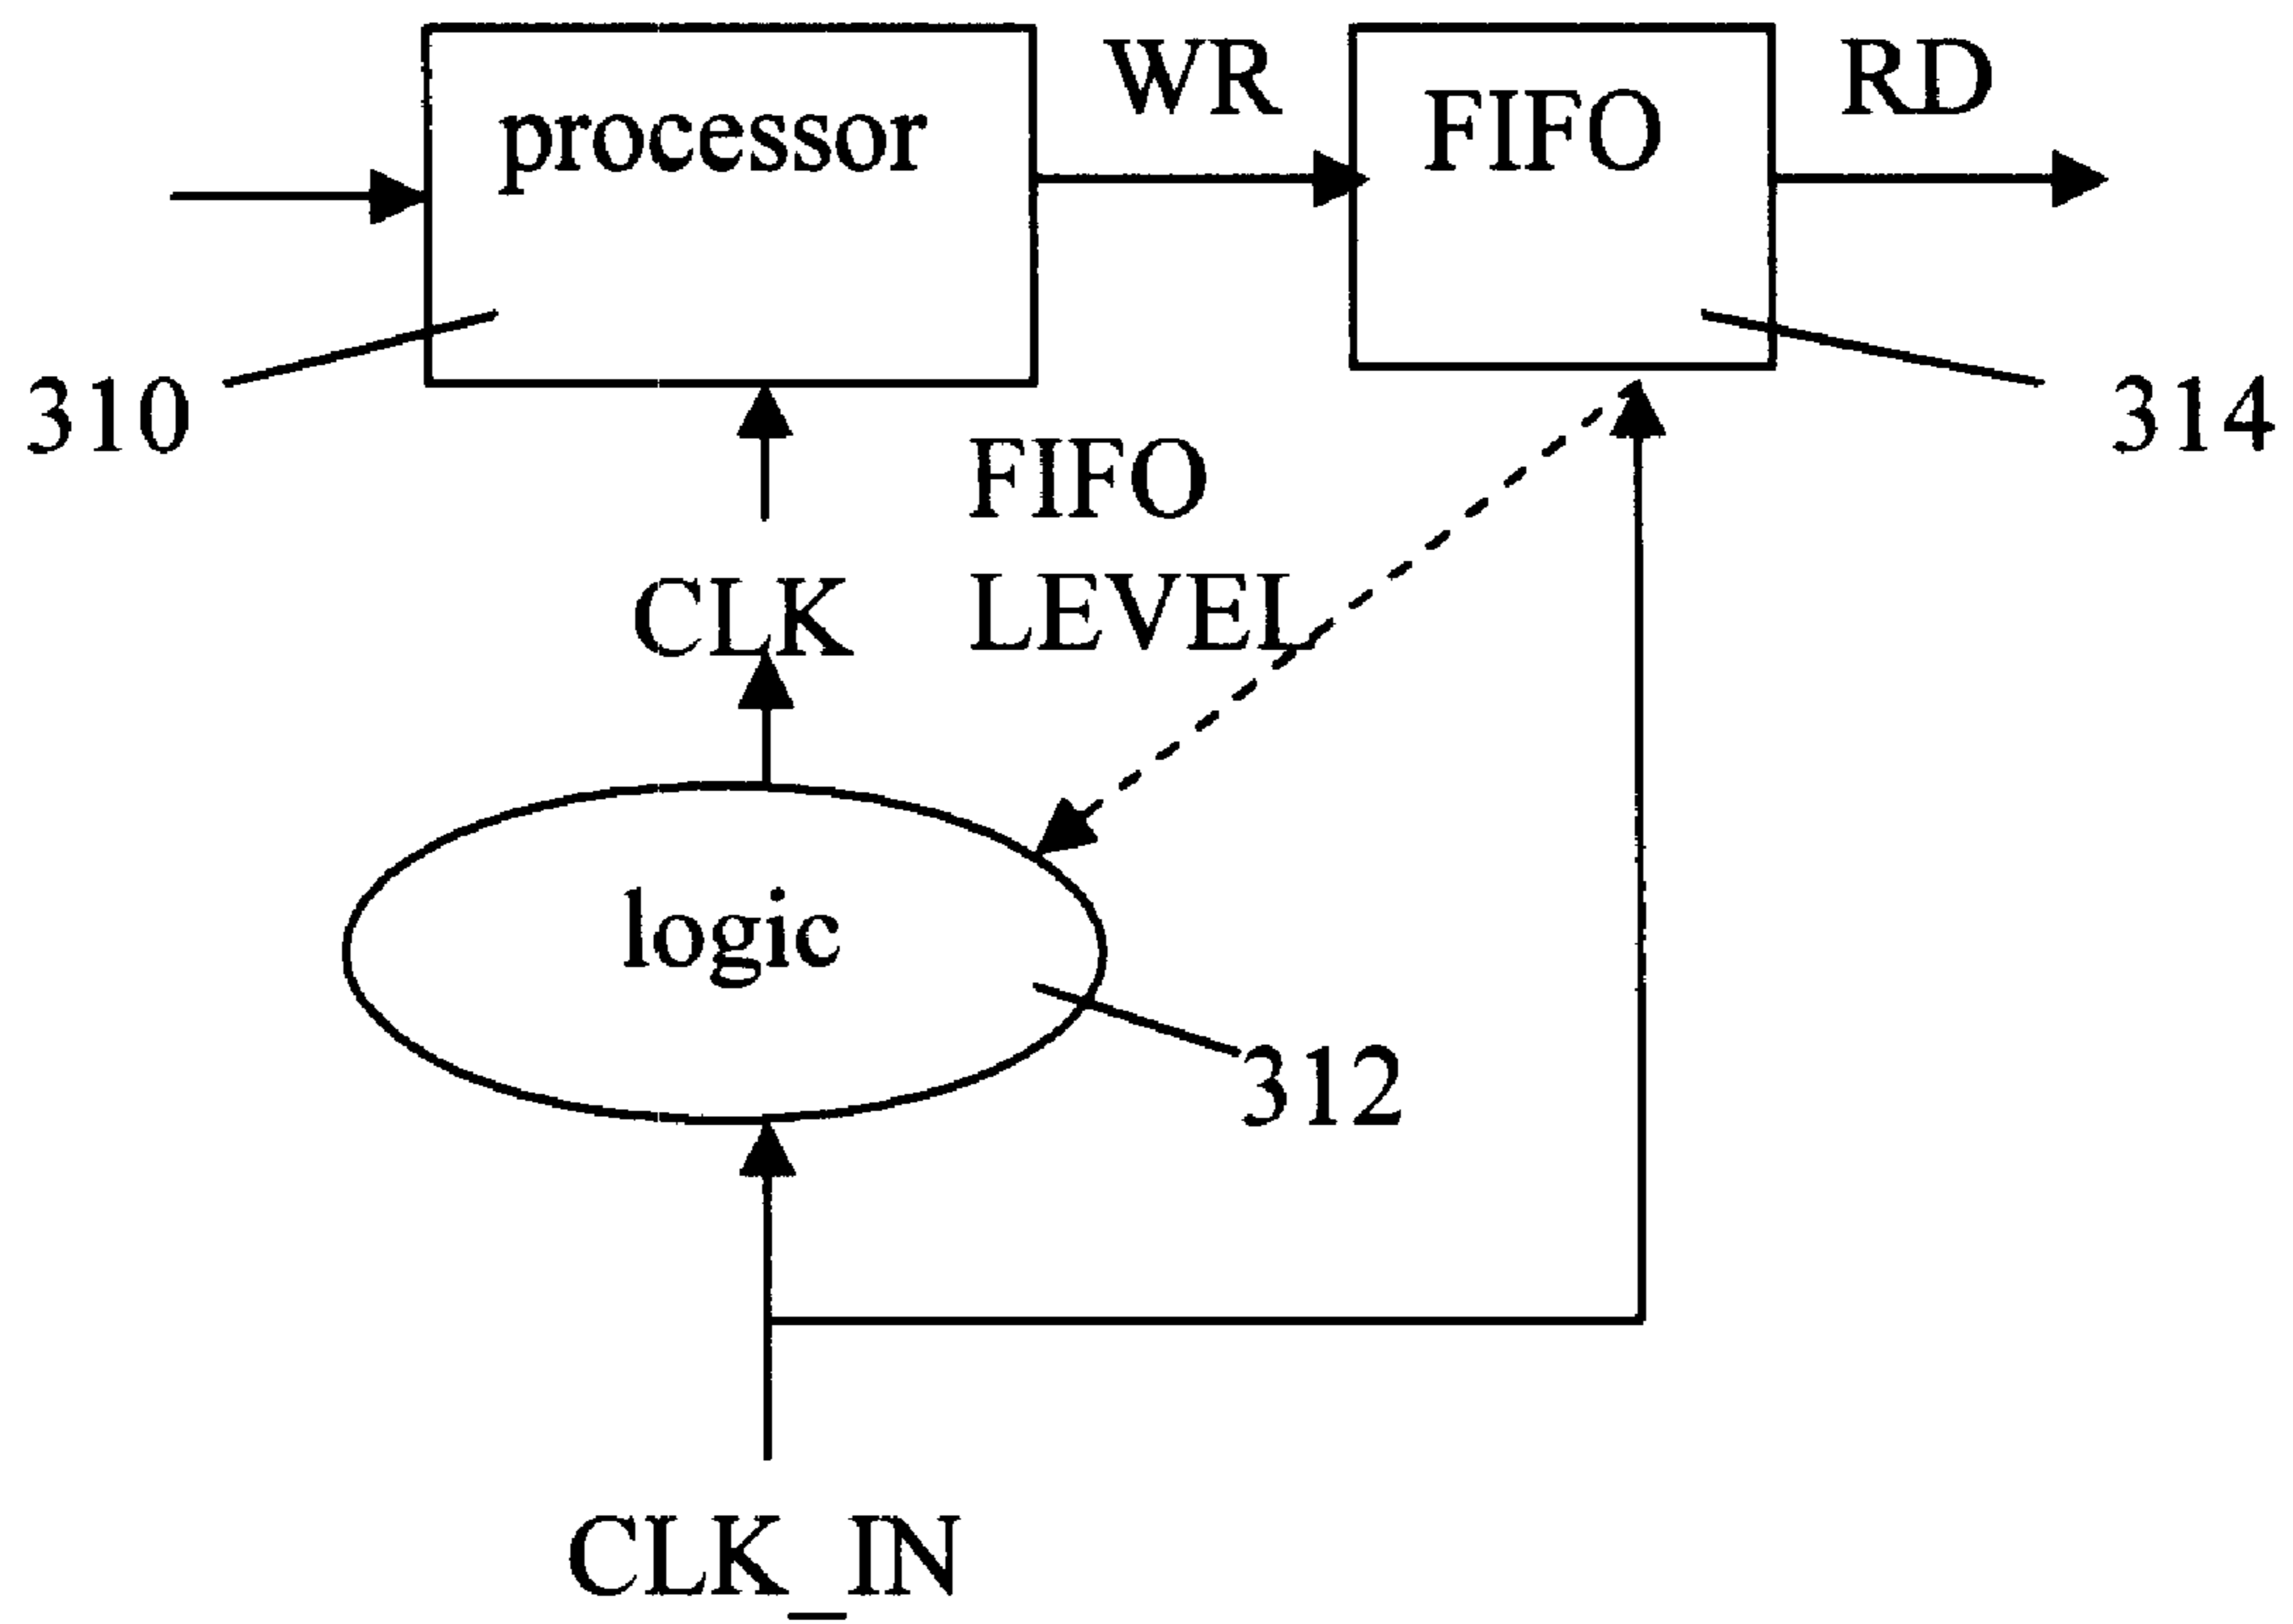 processor
WR
FIFO
RD
310
314
FIFO
LEVEL
CLK
logic
312
CLK_IN